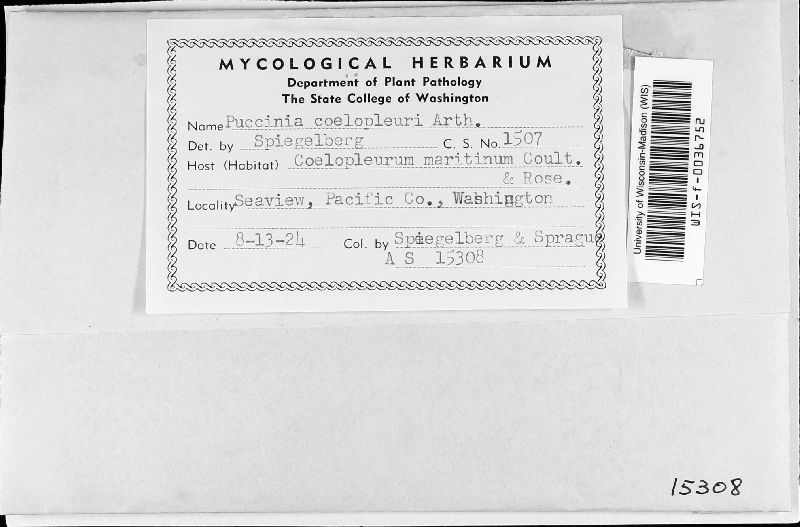 MYCOLOGICAL HERBARIUM
Department of Plant Pathology
The State College of Washington
Name Puccinia coelopleuri Arth.
Det. by Spiegelberg C. S. No. 1507
Host (Habitat) Coelopleurum maritinum Coult.
& Rose.
Locality Seaview, Pacific Co., Washington
Date 8-13-24 Col. by Spiegelberg & Sprague
A S 15308
University of Wisconsin-Madison (WIS)
WIS-f-0036752
15308